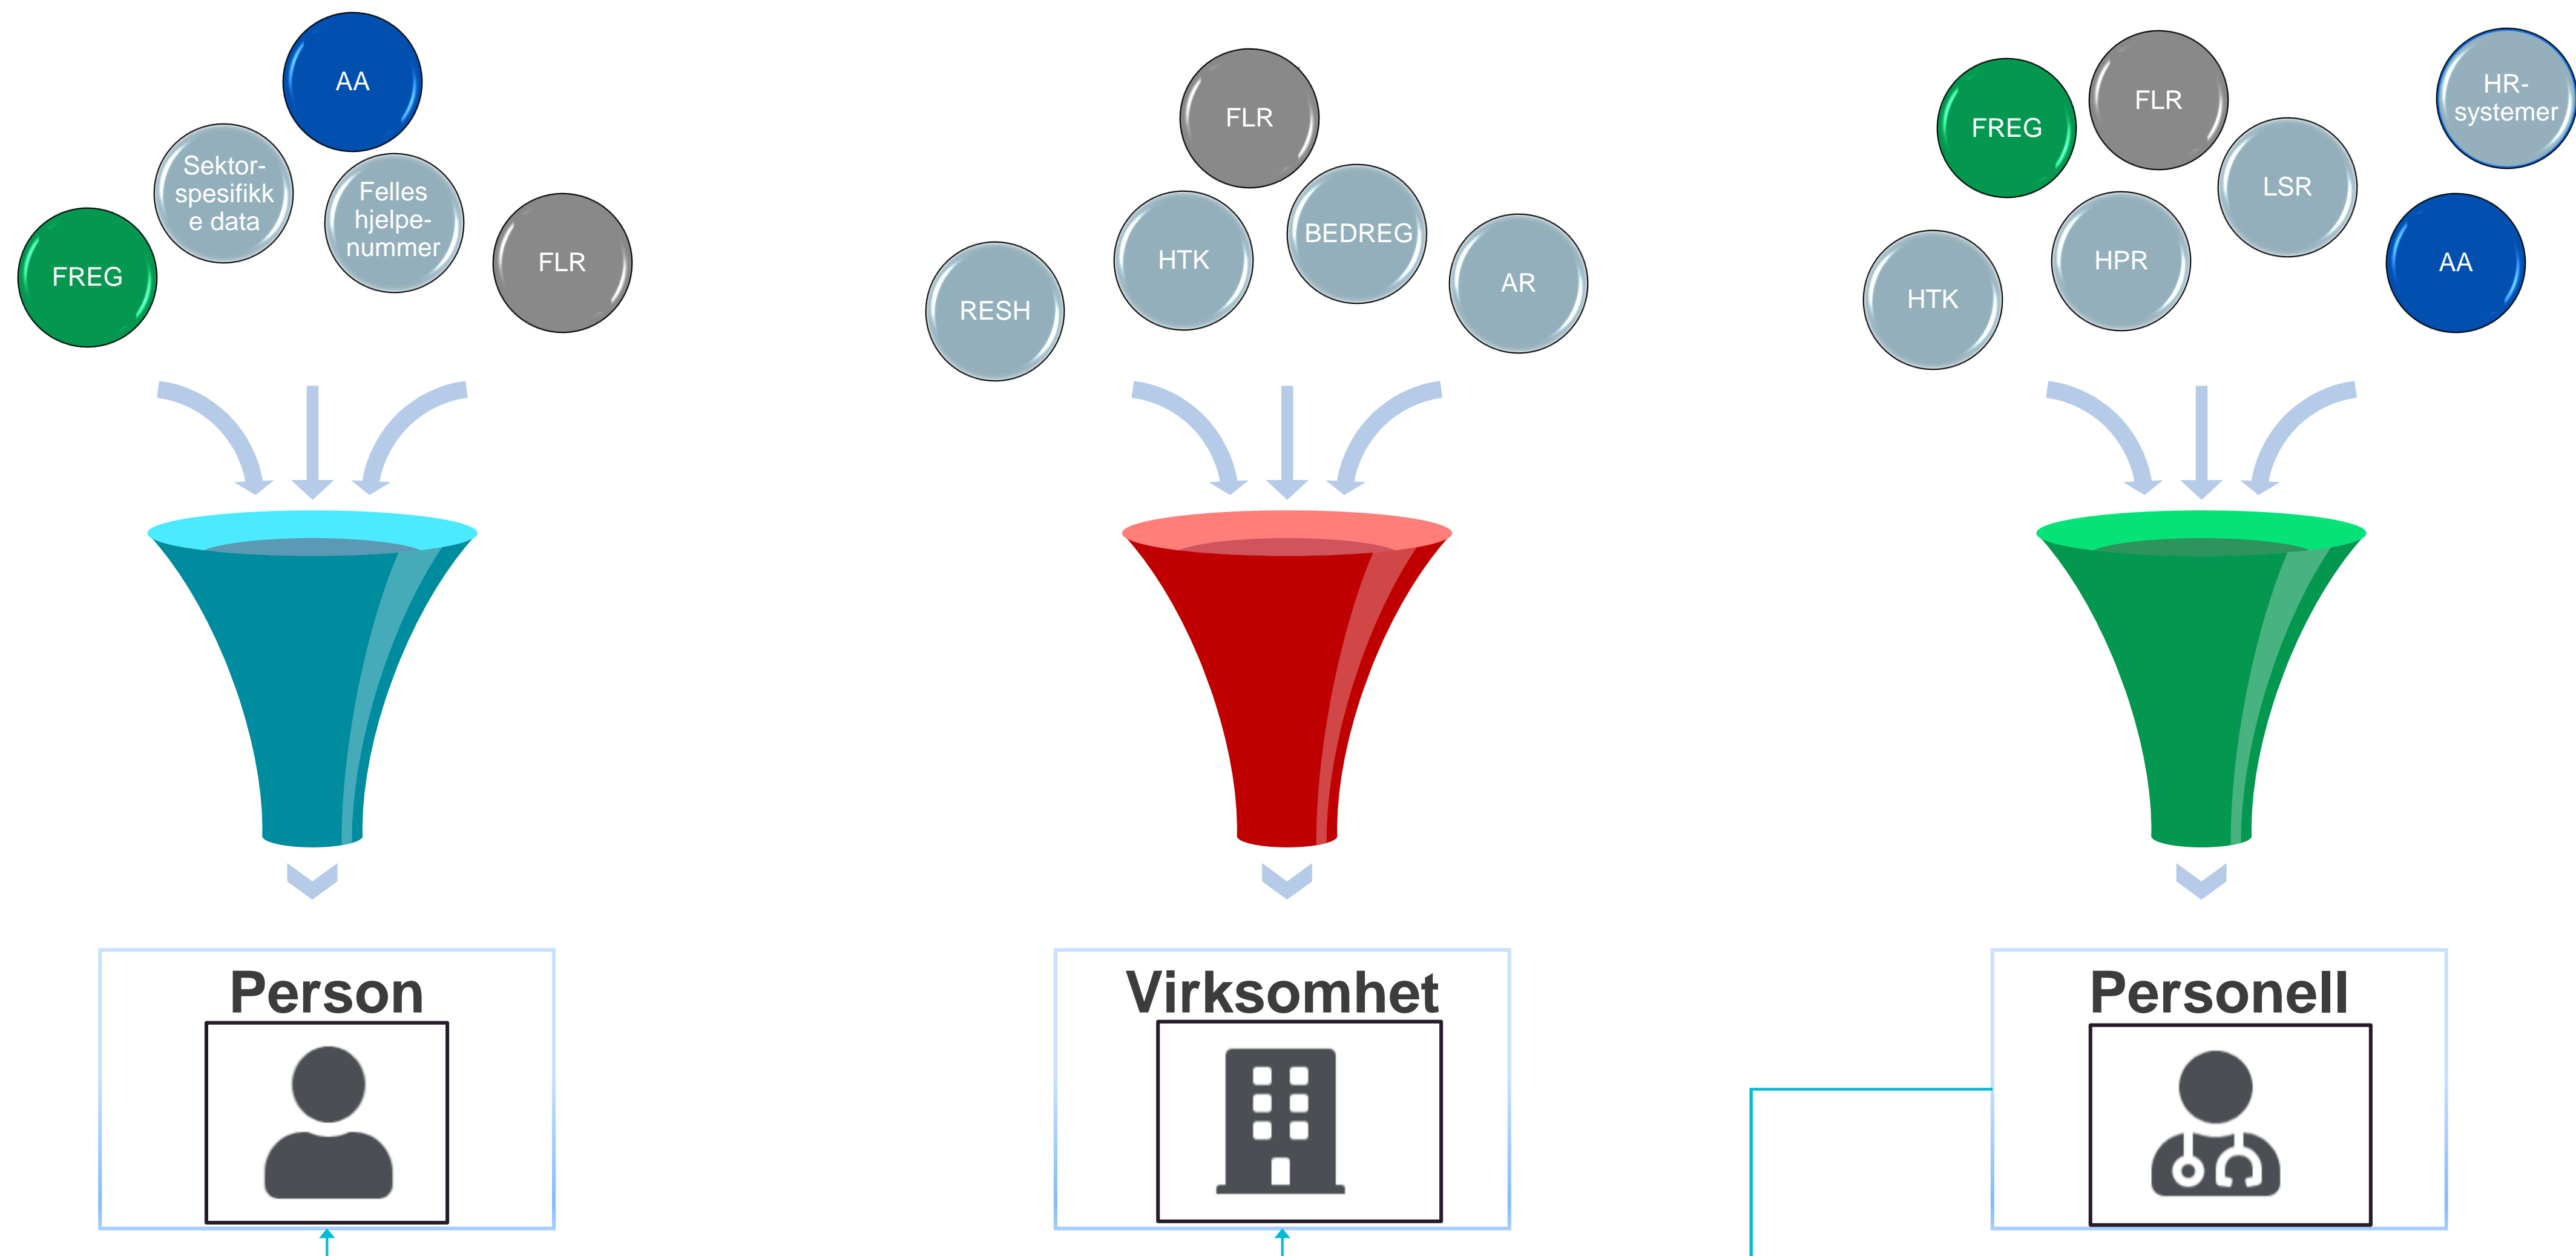 AA
Sektor-
spesifikk
e data
Felles
hjelpe-
nummer
FREG
FLR
FLR
BEDREG
HTK
RESH
AR
FREG
FLR
HR-
systemer
LSR
HPR
HTK
AA
Person
Virksomhet
Personell